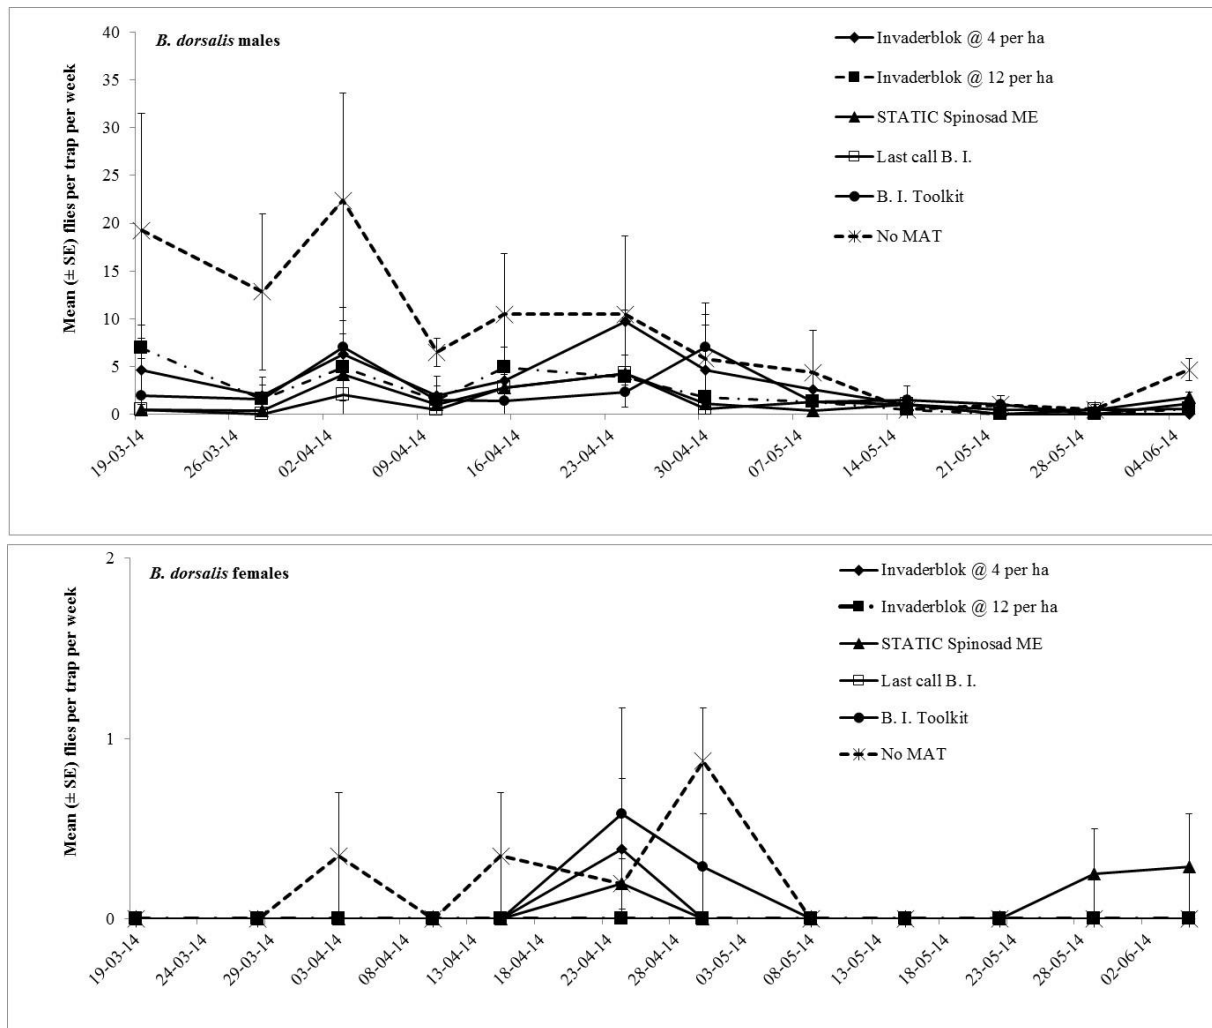 B. dorsalis males
Mean (± SE) flies per trap per week
40
35
30
25
20
15
10
5
0
Invaderblok @ 4 per ha
Invaderblok @ 12 per ha
STATIC Spinosad ME
Last call B. I.
B. I. Toolkit
No MAT
19-03-14
26-03-14
02-04-14
09-04-14
16-04-14
23-04-14
30-04-14
07-05-14
14-05-14
21-05-14
28-05-14
04-06-14
B. dorsalis females
Mean (± SE) flies per trap per week
2
1
0
Invaderblok @ 4 per ha
Invaderblok @ 12 per ha
STATIC Spinosad ME
Last call B. I.
B. I. Toolkit
No MAT
19-03-14
24-03-14
29-03-14
03-04-14
08-04-14
13-04-14
18-04-14
23-04-14
28-04-14
03-05-14
08-05-14
13-05-14
18-05-14
23-05-14
28-05-14
02-06-14